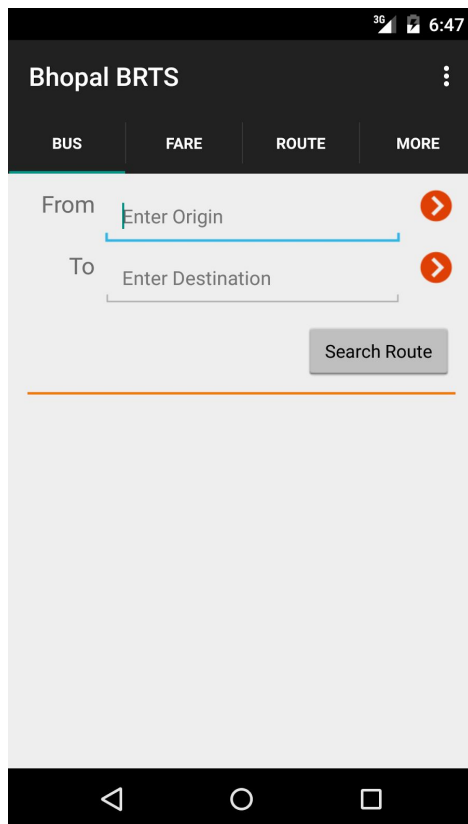 3G 6:47
Bhopal BRTS
BUS FARE ROUTE MORE
From Enter Origin
To Enter Destination
Search Route